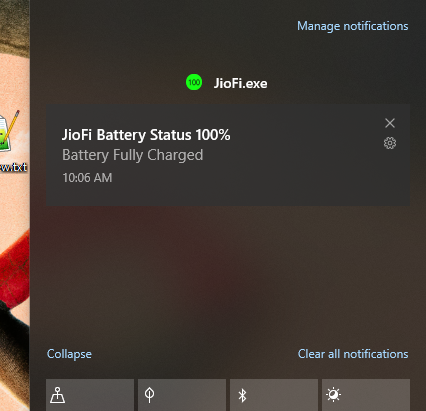 Manage notifications
100 JioFi.exe
JioFi Battery Status 100%
Battery Fully Charged
10:06 AM
w.txt
Collapse Clear all notifications